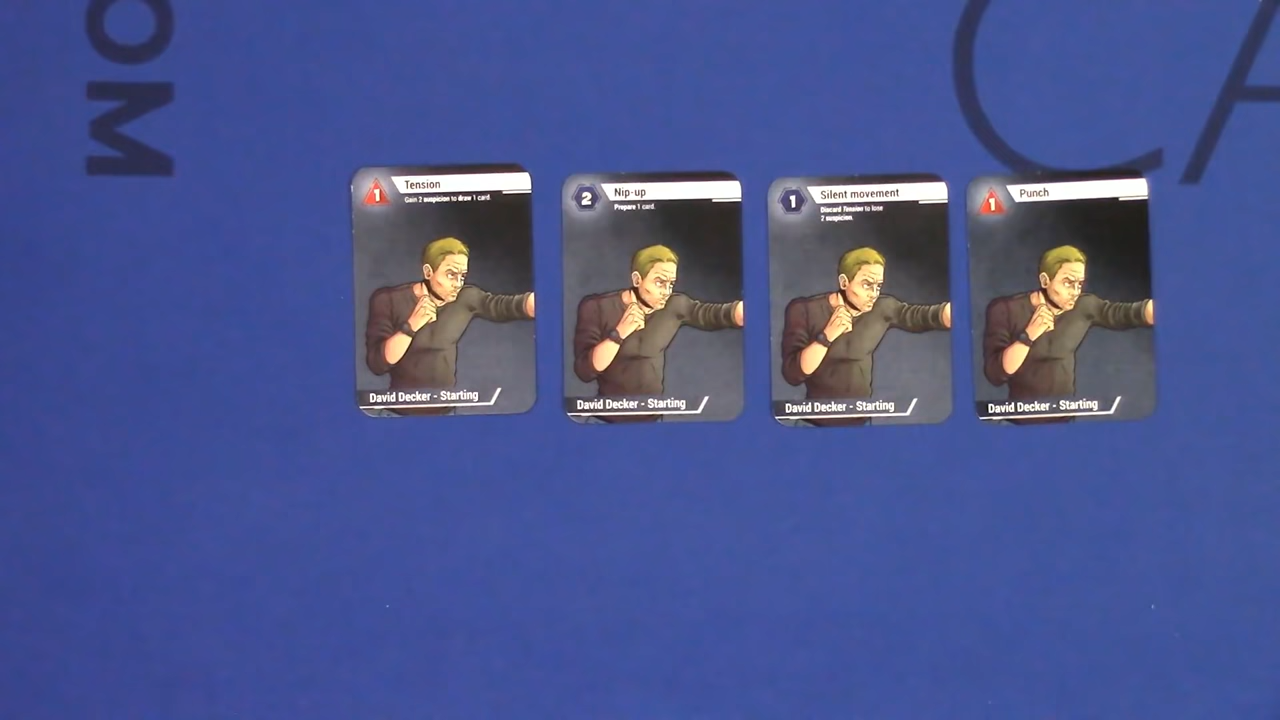 OM
CA
1 Tension
Gain 2 suspicion to draw 1 card.
David Decker - Starting
2 Nip-up
Prepare 1 card.
David Decker - Starting
1 Silent movement
Discard Tension to lose
2 suspicion.
David Decker - Starting
1 Punch
David Decker - Starting